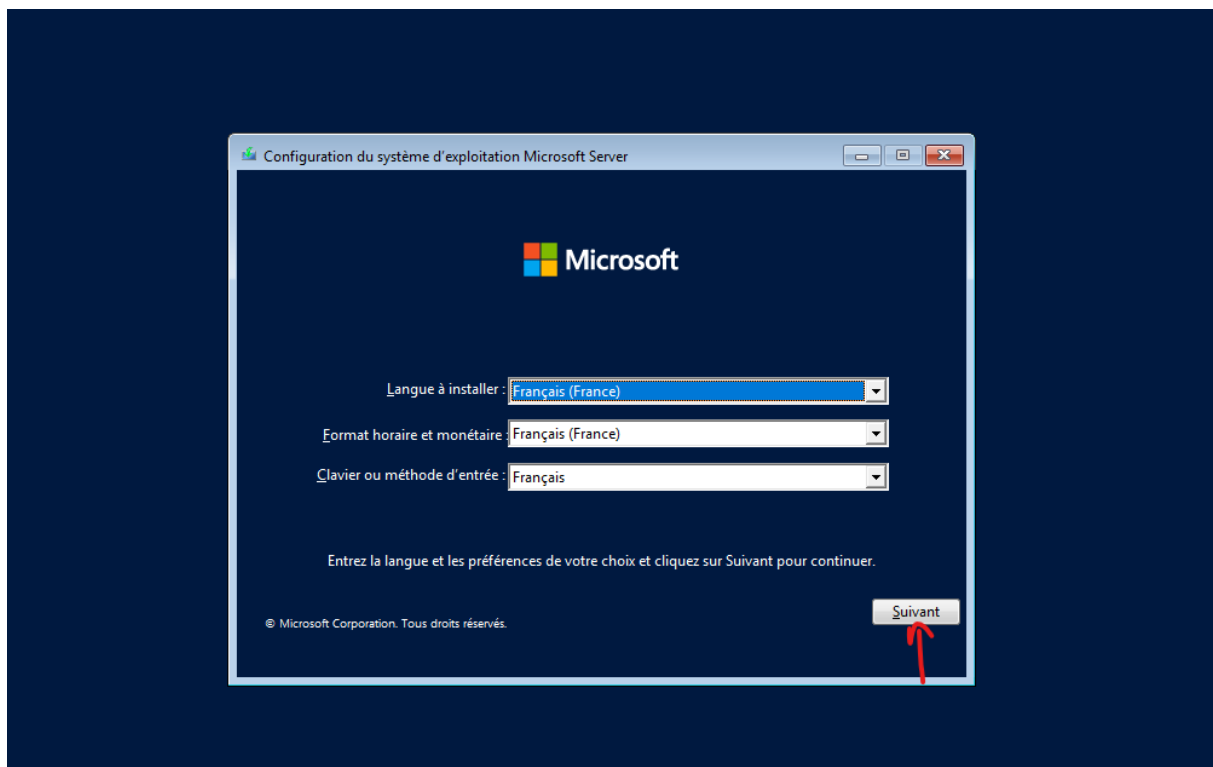 Configuration du système d'exploitation Microsoft Server
Microsoft
Langue à installer : Français (France)
Format horaire et monétaire : Français (France)
Clavier ou méthode d'entrée : Français
Entrez la langue et les préférences de votre choix et cliquez sur Suivant pour continuer.
Suivant
© Microsoft Corporation. Tous droits réservés.